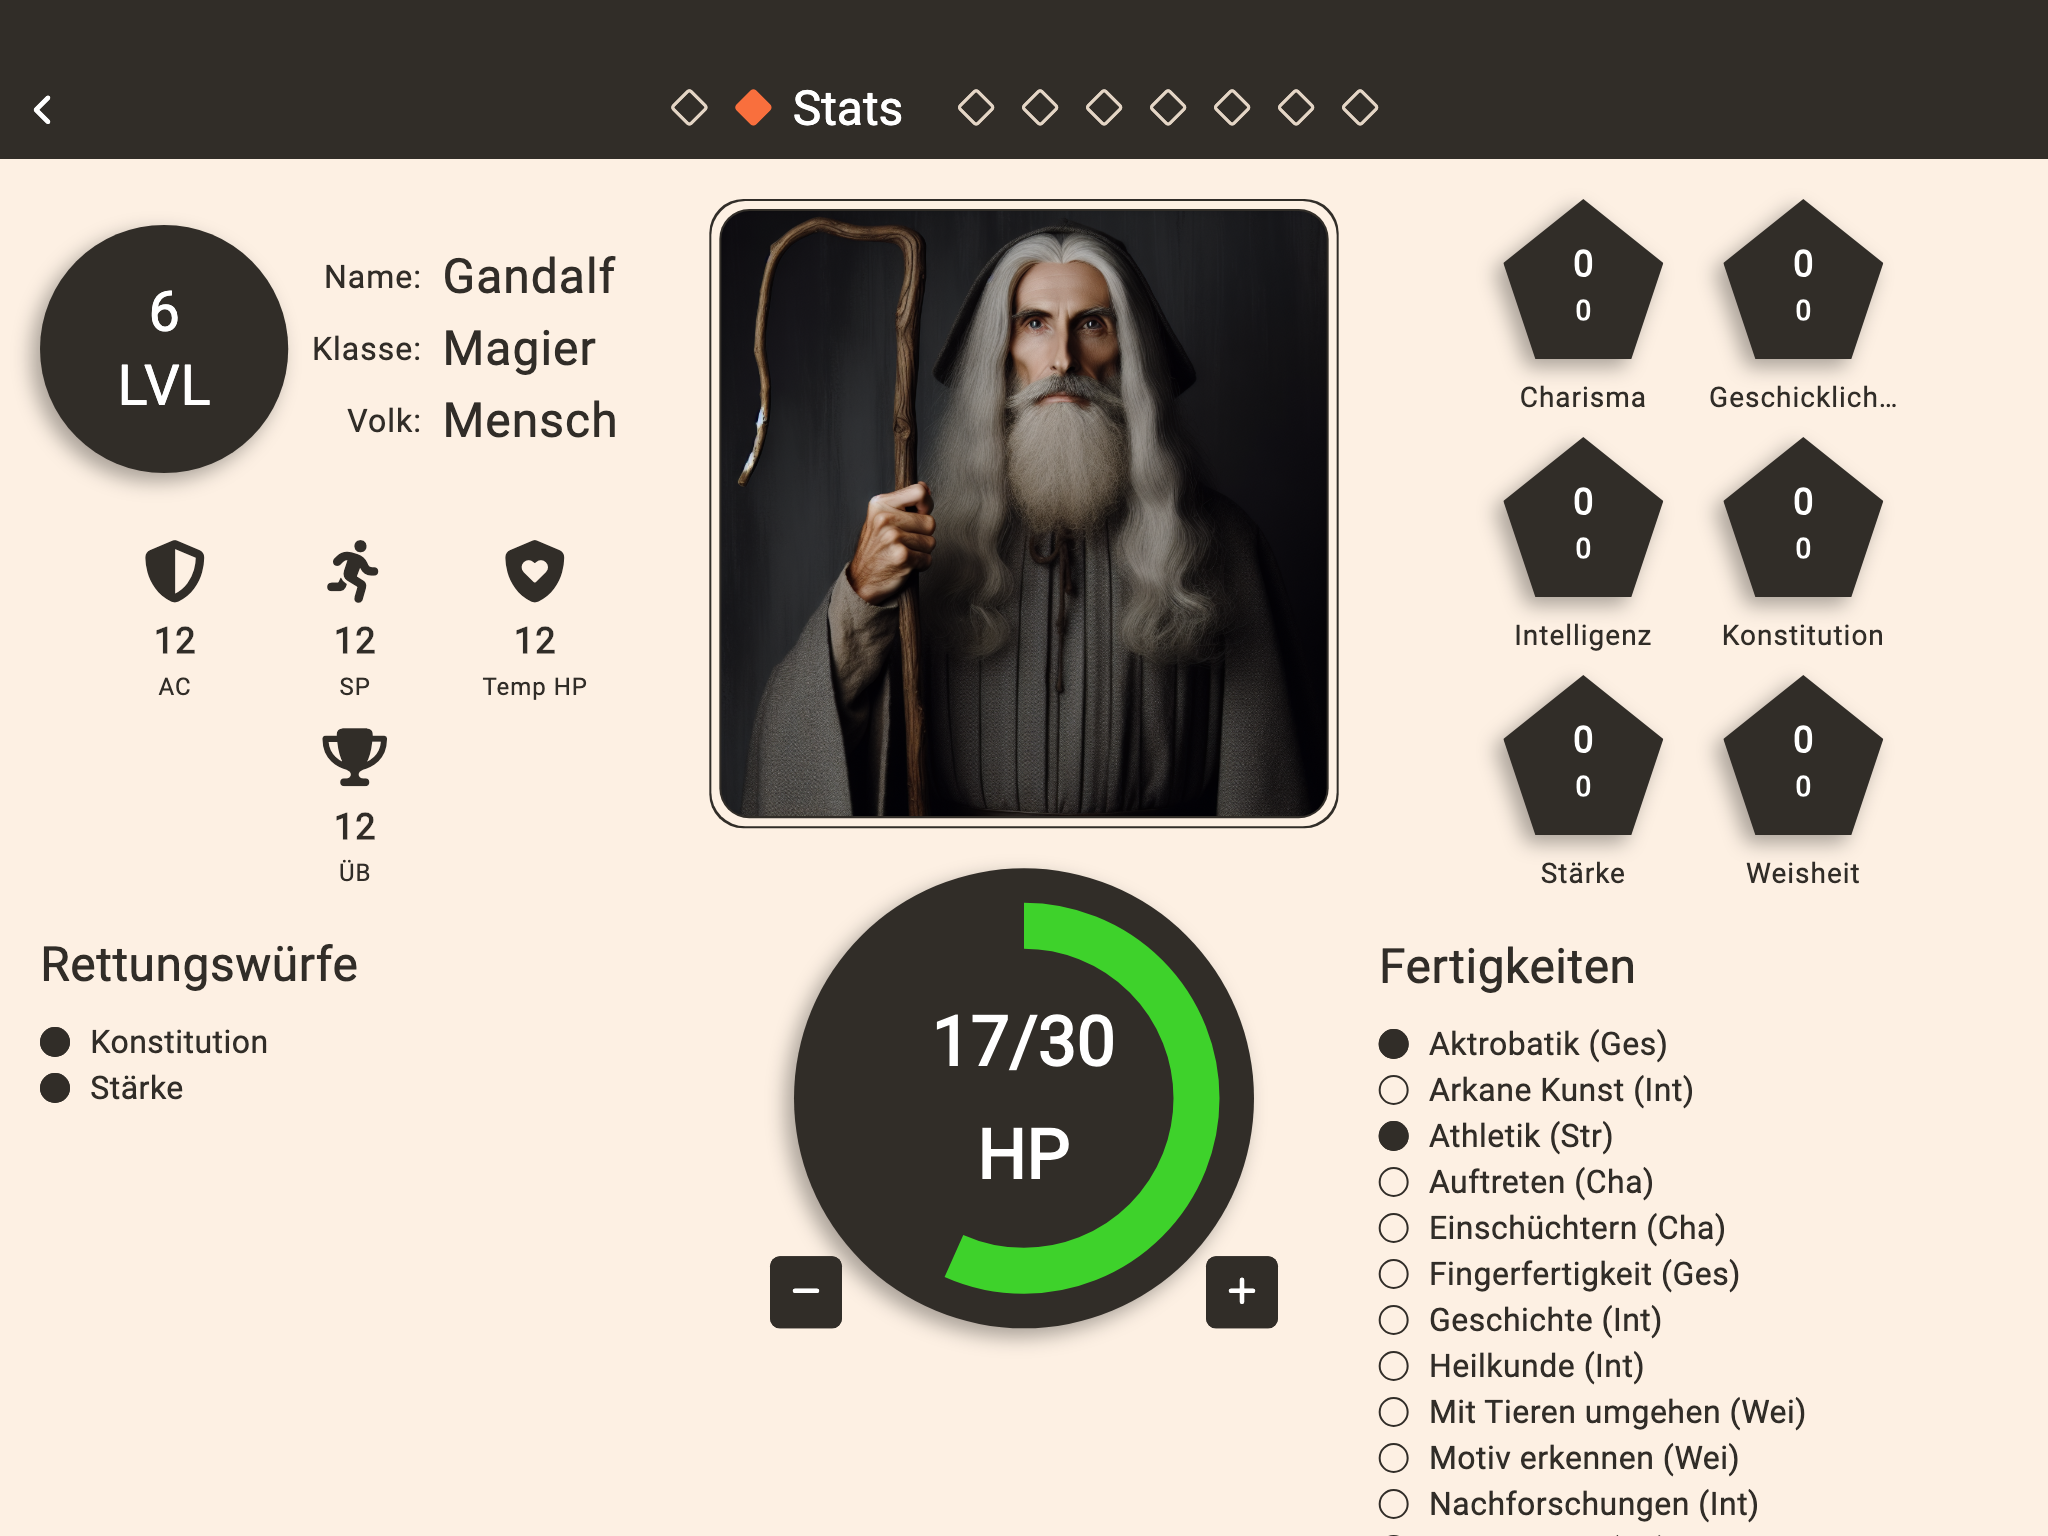 Stats
6
LVL
Name: Gandalf
Klasse: Magier
Volk: Mensch
12
AC
12
SP
12
Temp HP
12
ÜB
Rettungswürfe
Konstitution
Stärke
17/30
HP
−
+
0
0
Charisma
0
0
Geschicklich...
0
0
Intelligenz
0
0
Konstitution
0
0
Stärke
0
0
Weisheit
Fertigkeiten
Aktrobatik (Ges)
Arkane Kunst (Int)
Athletik (Str)
Auftreten (Cha)
Einschüchtern (Cha)
Fingerfertigkeit (Ges)
Geschichte (Int)
Heilkunde (Int)
Mit Tieren umgehen (Wei)
Motiv erkennen (Wei)
Nachforschungen (Int)